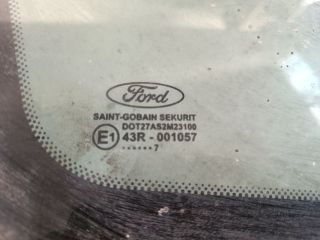 Ford
SAINT-GOBAIN SEKURIT
DOT27AS2M23100
E1 43R - 001057
••••••7